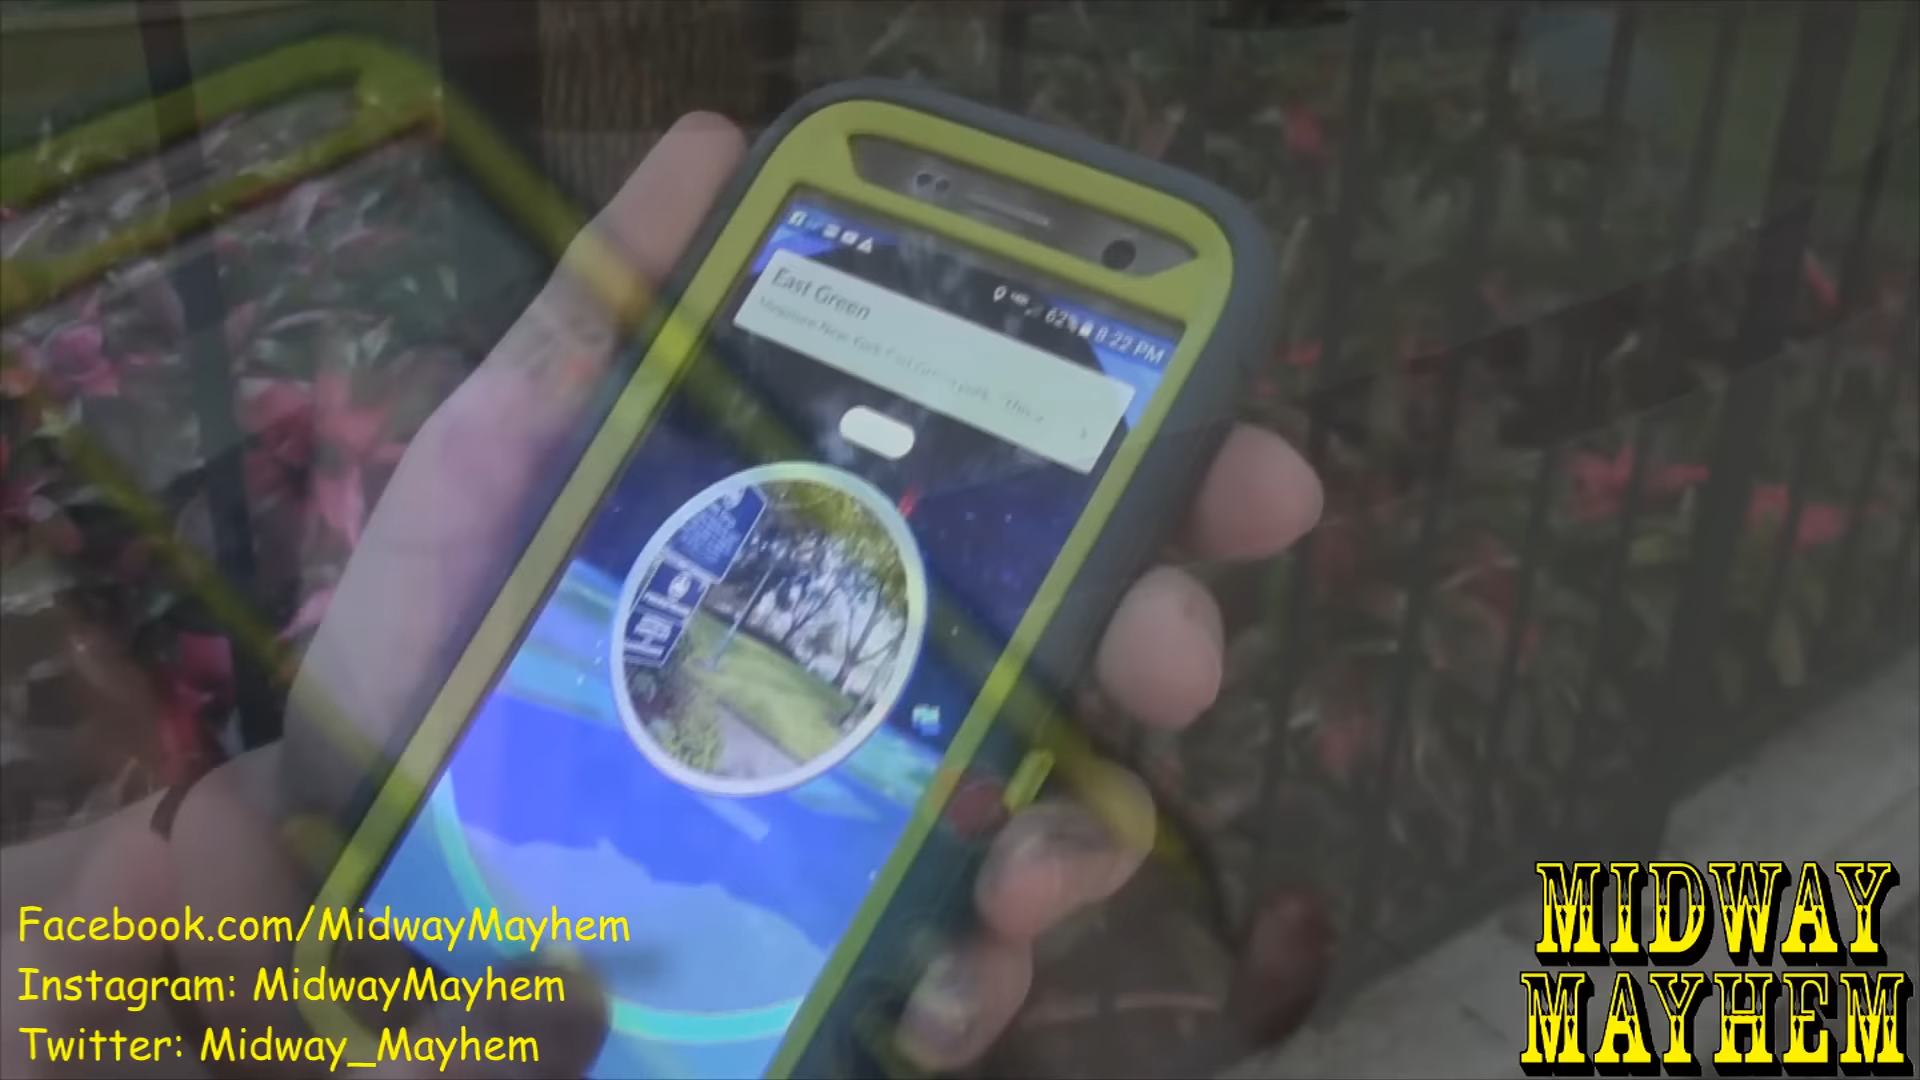 East Green
62% 8:22 PM
Facebook.com/MidwayMayhem
Instagram: MidwayMayhem
Twitter: Midway_Mayhem
MIDWAY
MAYHEM